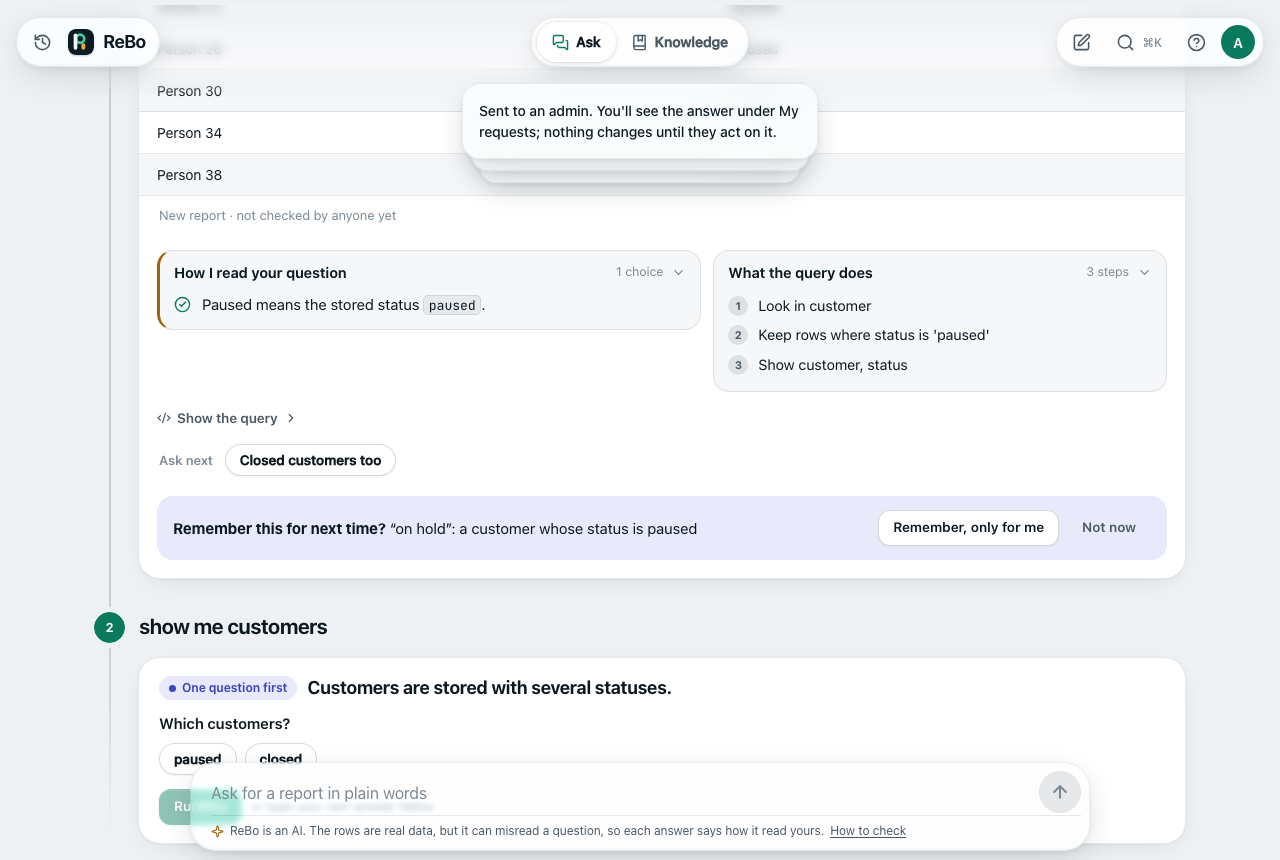 ReBo
Ask
Knowledge
⌘K
A
Person 30
Sent to an admin. You'll see the answer under My
requests; nothing changes until they act on it.
Person 34
Person 38
New report · not checked by anyone yet
How I read your question
1 choice
Paused means the stored status paused.
What the query does
3 steps
1 Look in customer
2 Keep rows where status is 'paused'
3 Show customer, status
Show the query
Ask next
Closed customers too
Remember this for next time? “on hold”: a customer whose status is paused
Remember, only for me
Not now
2
show me customers
One question first
Customers are stored with several statuses.
Which customers?
paused
closed
Ask for a report in plain words
ReBo is an AI. The rows are real data, but it can misread a question, so each answer says how it read yours. How to check